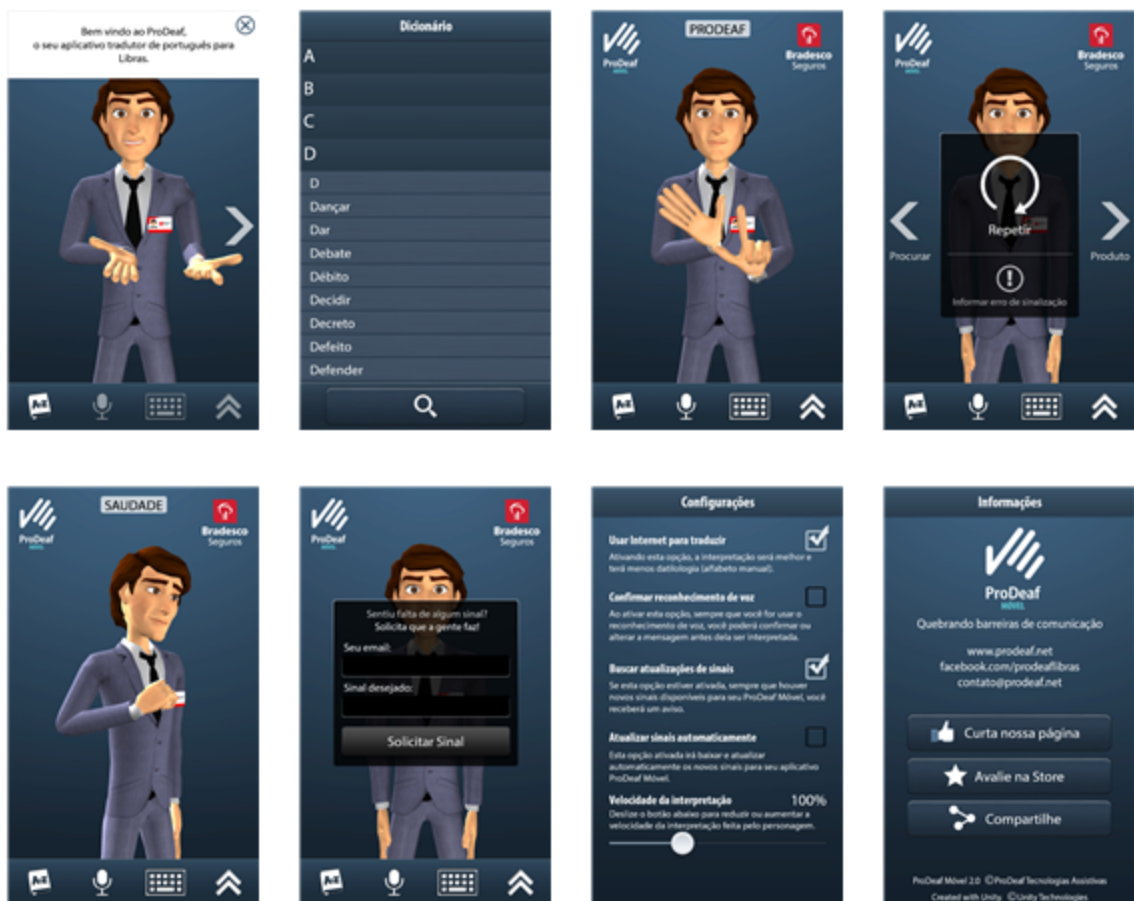 Bem vindo ao ProDeaf,
o seu aplicativo tradutor de português para
Libras.
A-Z
Dicionário
A
B
C
D
D
Dançar
Dar
Debate
Débito
Decidir
Decreto
Defeito
Defender
ProDeaf
MÓVEL
PRODEAF
Bradesco
Seguros
A-Z
ProDeaf
MÓVEL
Bradesco
Seguros
Repetir
Procurar
Produto
Informar erro de sinalização
A-Z
ProDeaf
MÓVEL
SAUDADE
Bradesco
Seguros
A-Z
ProDeaf
MÓVEL
Bradesco
Seguros
Sentiu falta de algum sinal?
Solicita que a gente faz!
Seu email:
Sinal desejado:
Solicitar Sinal
A-Z
Configurações
Usar Internet para traduzir
Ativando esta opção, a interpretação será melhor e
terá menos datilologia (alfabeto manual).
Confirmar reconhecimento de voz
Ao ativar esta opção, sempre que você for usar o
reconhecimento de voz, você poderá confirmar ou
alterar a mensagem antes dela ser interpretada.
Buscar atualizações de sinais
Se esta opção estiver ativada, sempre que houver
novos sinais disponíveis para seu ProDeaf Móvel, você
receberá um aviso.
Atualizar sinais automaticamente
Esta opção ativada irá baixar e atualizar
automaticamente os novos sinais para seu aplicativo
ProDeaf Móvel.
Velocidade da interpretação 100%
Deslize o botão abaixo para reduzir ou aumentar a
velocidade da interpretação feita pelo personagem.
Informações
ProDeaf
MÓVEL
Quebrando barreiras de comunicação
www.prodeaf.net
facebook.com/prodeaflibras
contato@prodeaf.net
Curta nossa página
Avalie na Store
Compartilhe
ProDeaf Móvel 2.0 ©ProDeaf Tecnologias Assistivas
Created with Unity. ©Unity Technologies